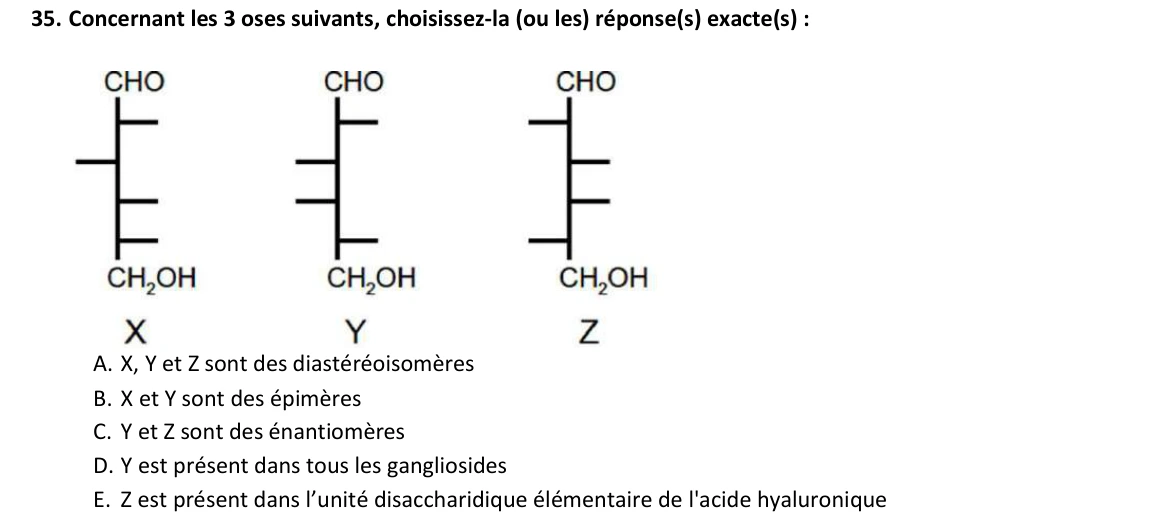 35. Concernant les 3 oses suivants, choisissez-la (ou les) réponse(s) exacte(s) :
CHO CHO CHO
CH₂OH CH₂OH CH₂OH
X Y Z
A. X, Y et Z sont des diastéréoisomères
B. X et Y sont des épimères
C. Y et Z sont des énantiomères
D. Y est présent dans tous les gangliosides
E. Z est présent dans l’unité disaccharidique élémentaire de l'acide hyaluronique